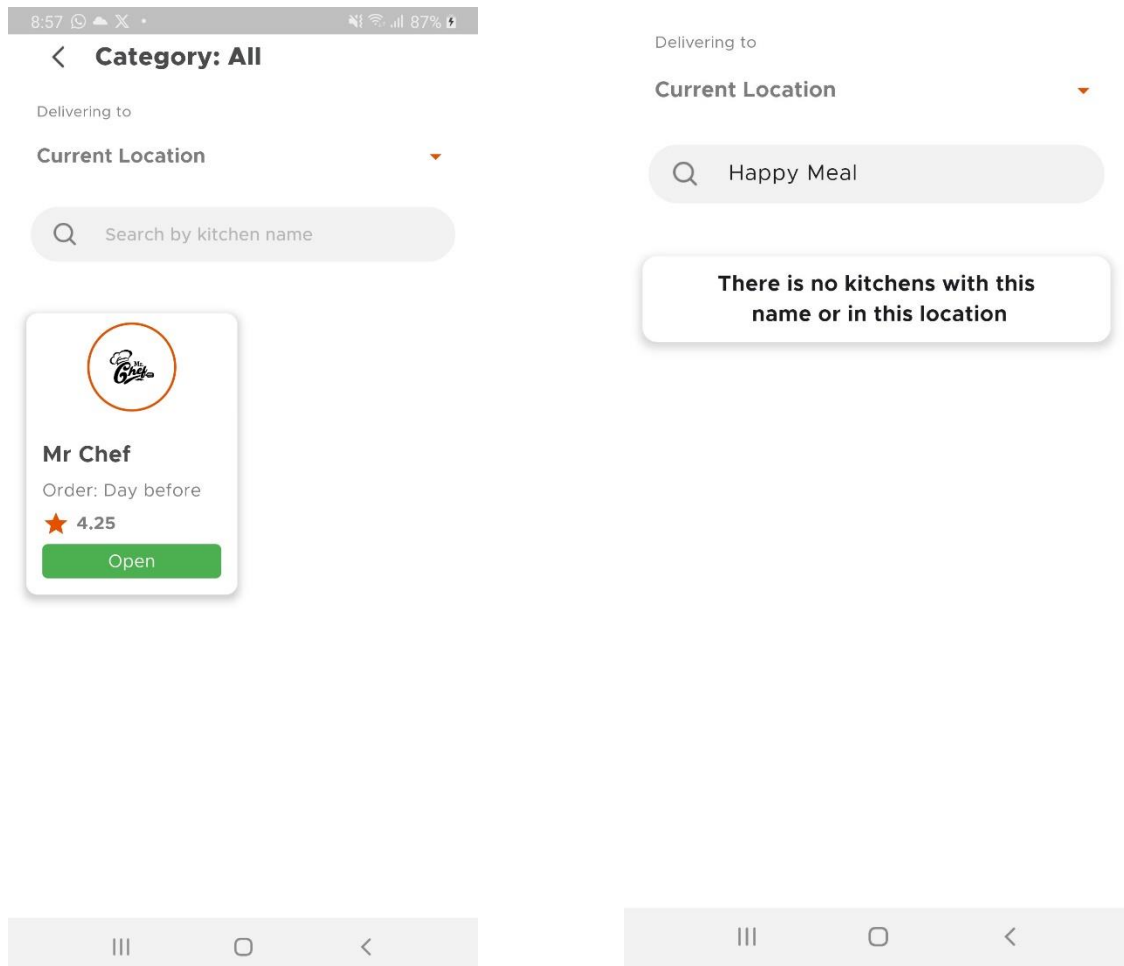 8:57 87%
Category: All
Delivering to
Current Location
Search by kitchen name
Mr. Chef
Mr Chef
Order: Day before
4.25
Open
Delivering to
Current Location
Happy Meal
There is no kitchens with this
name or in this location